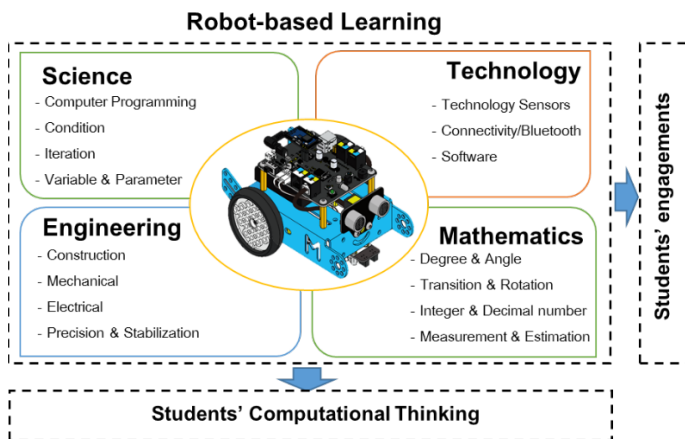 Robot-based Learning
Science
- Computer Programming
- Condition
- Iteration
- Variable & Parameter
Technology
- Technology Sensors
- Connectivity/Bluetooth
- Software
Engineering
- Construction
- Mechanical
- Electrical
- Precision & Stabilization
Mathematics
- Degree & Angle
- Transition & Rotation
- Integer & Decimal number
- Measurement & Estimation
Students' engagements
Students' Computational Thinking